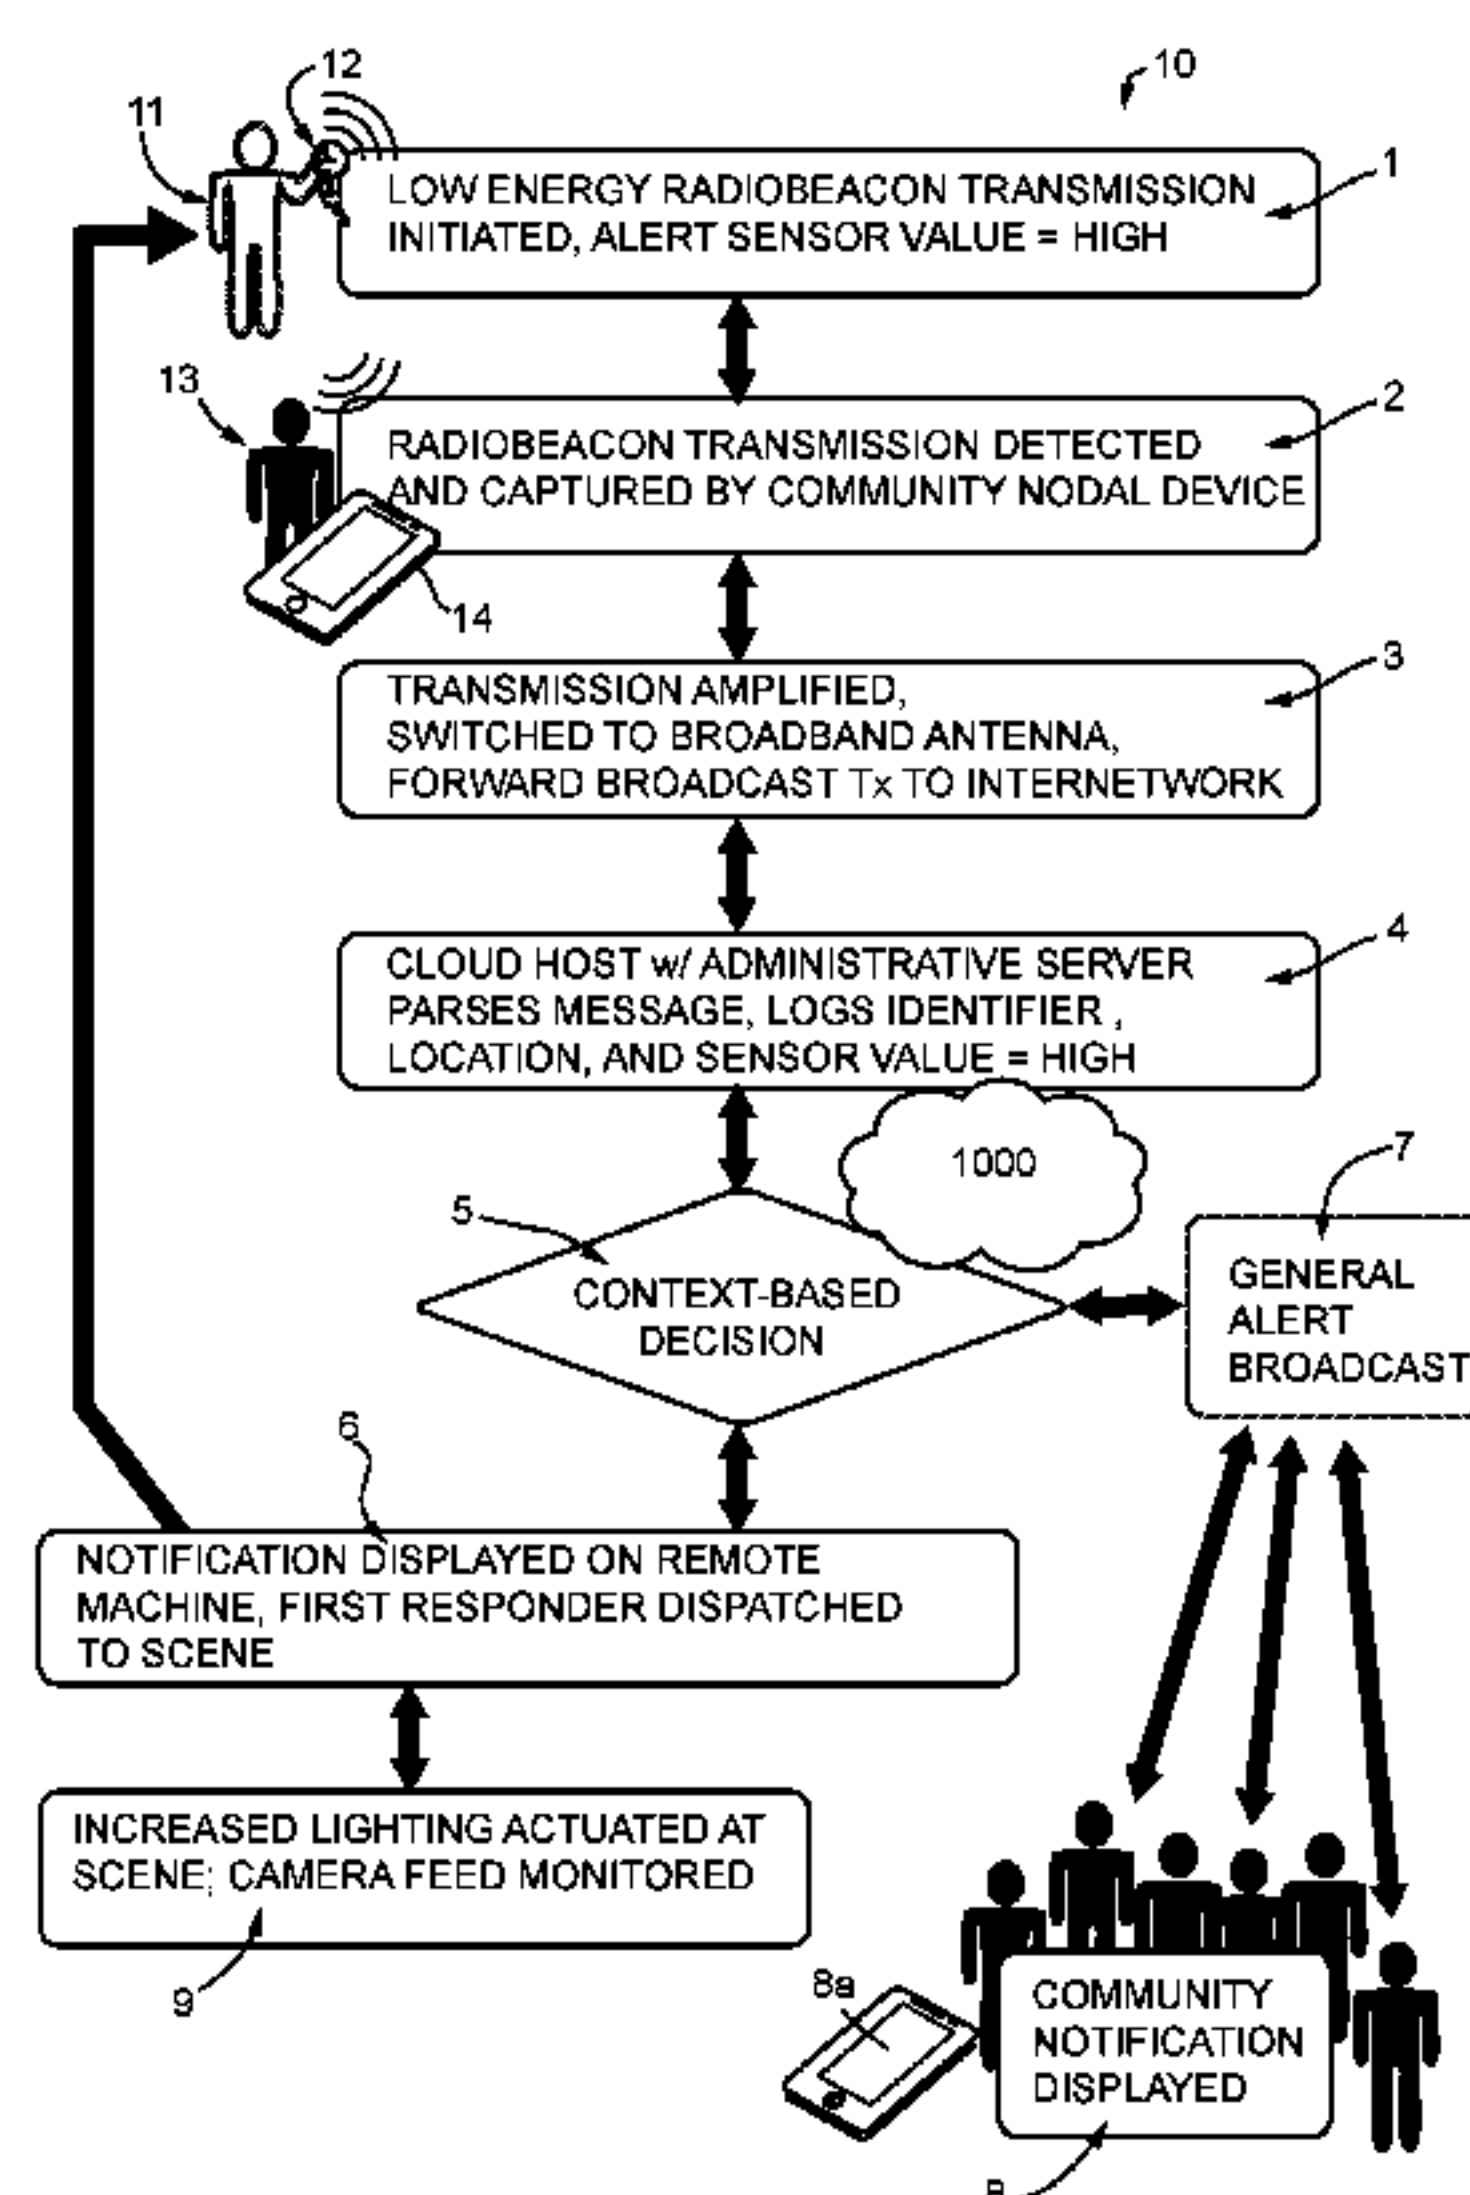 12
10
11
1
LOW ENERGY RADIOBEACON TRANSMISSION
INITIATED, ALERT SENSOR VALUE = HIGH
13
2
RADIOBEACON TRANSMISSION DETECTED
AND CAPTURED BY COMMUNITY NODAL DEVICE
14
3
TRANSMISSION AMPLIFIED,
SWITCHED TO BROADBAND ANTENNA,
FORWARD BROADCAST Tx TO INTERNETWORK
4
CLOUD HOST w/ ADMINISTRATIVE SERVER
PARSES MESSAGE, LOGS IDENTIFIER ,
LOCATION, AND SENSOR VALUE = HIGH
1000
7
5
CONTEXT-BASED
DECISION
GENERAL
ALERT
BROADCAST
6
NOTIFICATION DISPLAYED ON REMOTE
MACHINE, FIRST RESPONDER DISPATCHED
TO SCENE
INCREASED LIGHTING ACTUATED AT
SCENE; CAMERA FEED MONITORED
9
8a
COMMUNITY
NOTIFICATION
DISPLAYED